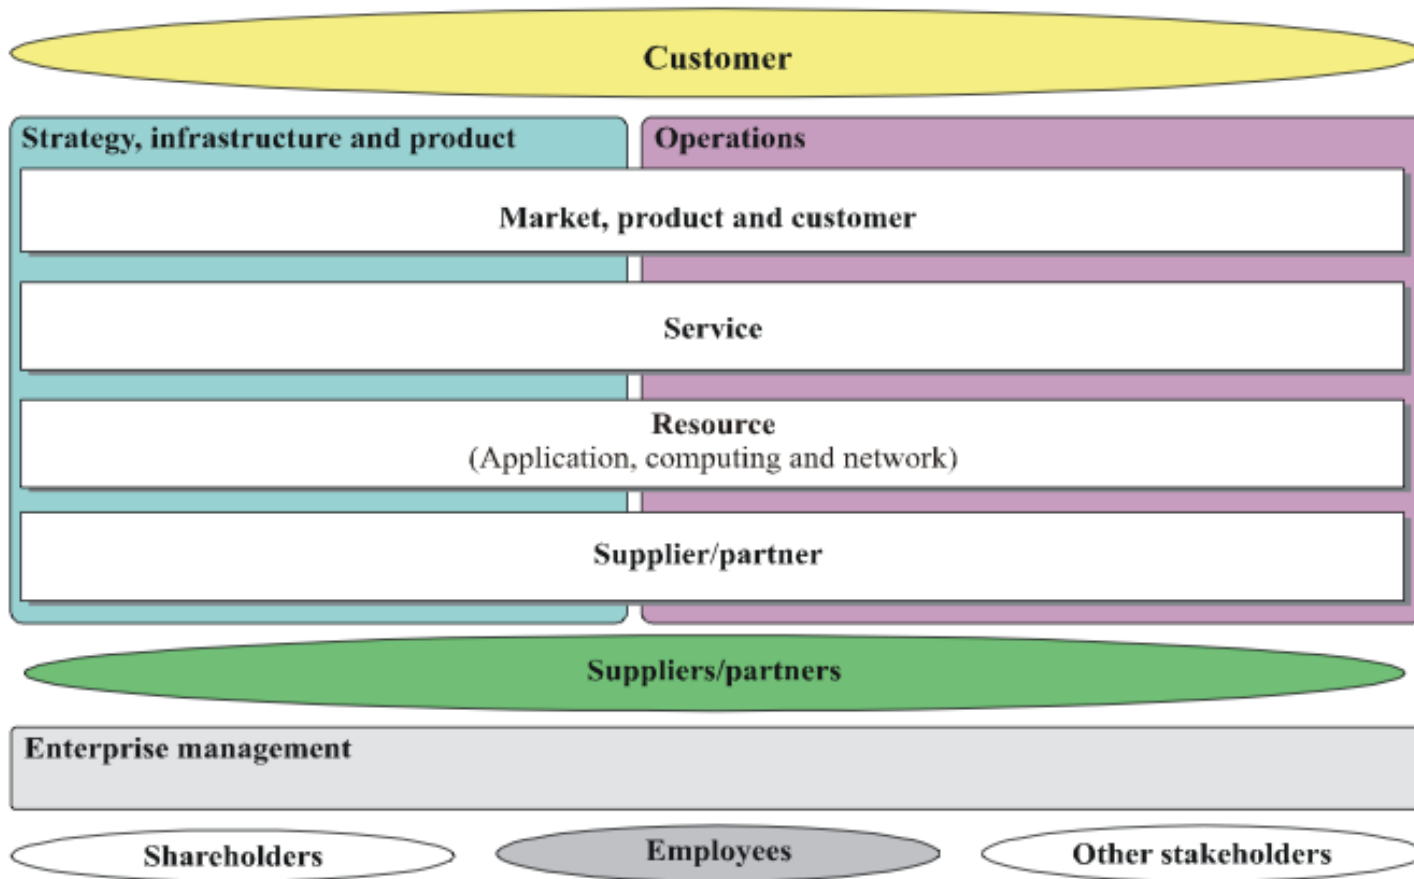 Customer
Strategy, infrastructure and product
Operations
Market, product and customer
Service
Resource
(Application, computing and network)
Supplier/partner
Suppliers/partners
Enterprise management
Shareholders
Employees
Other stakeholders